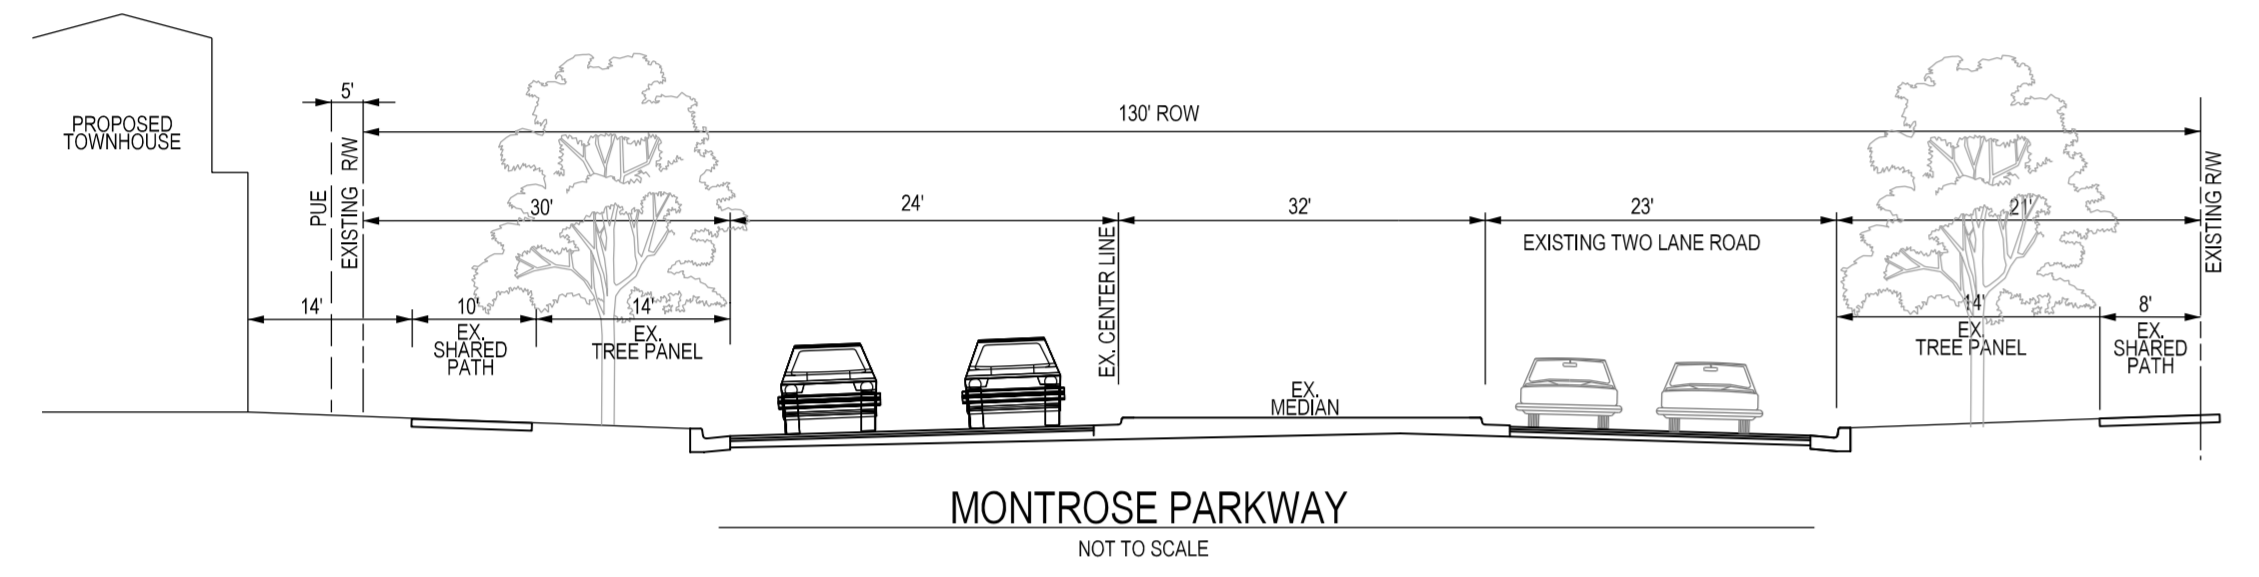 5'
130' ROW
PROPOSED
TOWNHOUSE
PUE
EXISTING R/W
30'
24'
32'
23'
21'
EXISTING TWO LANE ROAD
EXISTING R/W
EX. CENTER LINE
14'
10'
14'
14'
8'
EX.
SHARED
PATH
EX.
TREE PANEL
EX.
TREE PANEL
EX.
SHARED
PATH
EX.
MEDIAN
MONTROSE PARKWAY
NOT TO SCALE